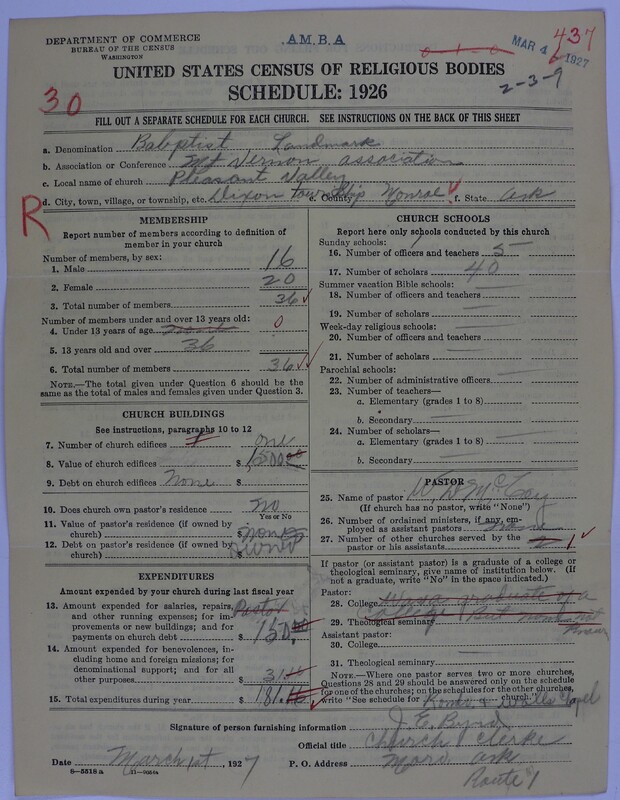 DEPARTMENT OF COMMERCE
BUREAU OF THE CENSUS
WASHINGTON
A.M.B.A
MAR 4 1927
437
2-3-9
UNITED STATES CENSUS OF RELIGIOUS BODIES
SCHEDULE: 1926
30
FILL OUT A SEPARATE SCHEDULE FOR EACH CHURCH. SEE INSTRUCTIONS ON THE BACK OF THIS SHEET
a. Denomination Babptist Landmark
b. Association or Conference Mt Vernon association
c. Local name of church Pleasant Valley
d. City, town, village, or township, etc. Dixon Township e. County Monroe f. State Ark
R
MEMBERSHIP
Report number of members according to definition of
member in your church
Number of members, by sex:
1. Male 16
2. Female 20
3. Total number of members 36
Number of members under and over 13 years old:
4. Under 13 years of age 0
5. 13 years old and over 36
6. Total number of members 36
NOTE.—The total given under Question 6 should be the
same as the total of males and females given under Question 3.
CHURCH BUILDINGS
See instructions, paragraphs 10 to 12
7. Number of church edifices 1 one
8. Value of church edifices $ 1500.00
9. Debt on church edifices None $
10. Does church own pastor's residence No
Yes or No
11. Value of pastor's residence (if owned by
church) $ None
12. Debt on pastor's residence (if owned by
church) $ owned
EXPENDITURES
Amount expended by your church during last fiscal year
13. Amount expended for salaries, repairs, Pastor
and other running expenses; for im-
provements or new buildings; and for
payments on church debt $ 150.00
14. Amount expended for benevolences,
including home and foreign missions; for
denominational support; and for all
other purposes $ 31.00
15. Total expenditures during year $ 181.00
CHURCH SCHOOLS
Report here only schools conducted by this church
Sunday schools:
16. Number of officers and teachers 5
17. Number of scholars 40
Summer vacation Bible schools:
18. Number of officers and teachers
19. Number of scholars
Week-day religious schools:
20. Number of officers and teachers
21. Number of scholars
Parochial schools:
22. Number of administrative officers
23. Number of teachers—
a. Elementary (grades 1 to 8)
b. Secondary
24. Number of scholars—
a. Elementary (grades 1 to 8)
b. Secondary
PASTOR
25. Name of pastor McCoy
(If church has no pastor, write "None")
26. Number of ordained ministers, if any, em-
ployed as assistant pastors none
27. Number of other churches served by the
pastor or his assistants 2 1
If pastor (or assistant pastor) is a graduate of a college or
theological seminary, give name of institution below. (If
not a graduate, write "No" in the space indicated.)
Pastor:
28. College Was a graduate of a
college But
29. Theological seminary
Assistant pastor:
30. College
31. Theological seminary
NOTE.—Where one pastor serves two or more churches,
Questions 28 and 29 should be answered only on the schedule
for one of the churches; on the schedules for the other churches,
write "See schedule for Chapel church."
Signature of person furnishing information J. E. Byrd
Official title Church Clerke
Date March 1st, 1927
P. O. Address Moro Ark
Route 1
8—5518 a